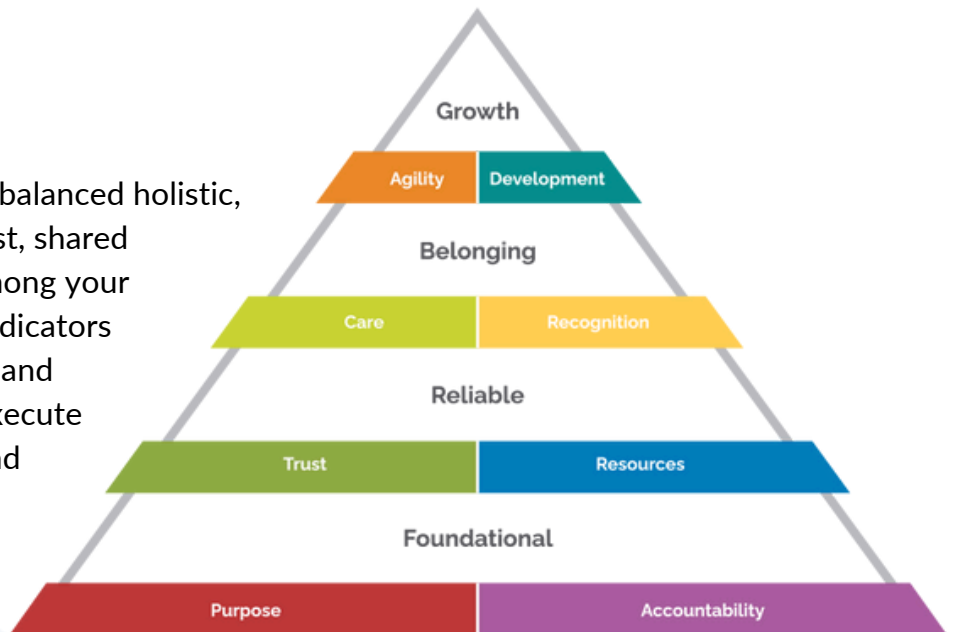 balanced holistic,
st, shared
nong your
dicators
and
xecute
nd
Growth
Agility Development
Belonging
Care Recognition
Reliable
Trust Resources
Foundational
Purpose Accountability